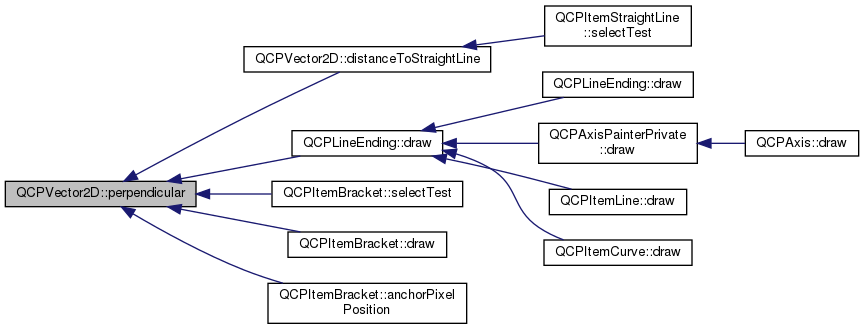 QCPVector2D::perpendicular
QCPVector2D::distanceToStraightLine
QCPItemStraightLine
::selectTest
QCPLineEnding::draw
QCPLineEnding::draw
QCPAxisPainterPrivate
::draw
QCPAxis::draw
QCPItemLine::draw
QCPItemCurve::draw
QCPItemBracket::selectTest
QCPItemBracket::draw
QCPItemBracket::anchorPixel
Position